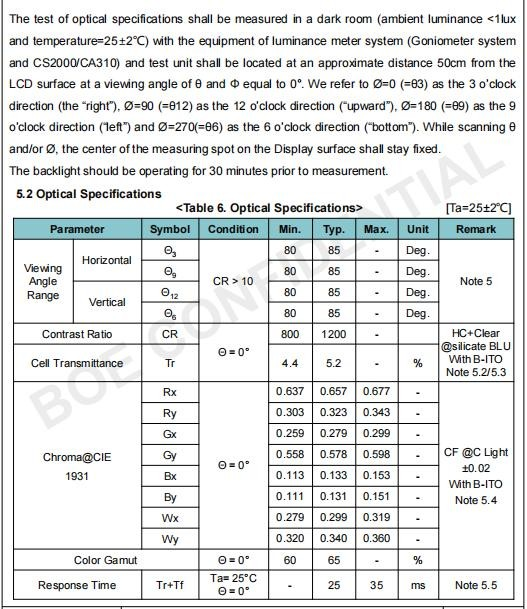 The test of optical specifications shall be measured in a dark room (ambient luminance <1lux
and temperature=25±2℃) with the equipment of luminance meter system (Goniometer system
and CS2000/CA310) and test unit shall be located at an approximate distance 50cm from the
LCD surface at a viewing angle of θ and Φ equal to 0°. We refer to Ø=0 (=θ3) as the 3 o'clock
direction (the “right”), Ø=90 (=θ12) as the 12 o'clock direction (“upward”), Ø=180 (=θ9) as the 9
o'clock direction (“left”) and Ø=270(=θ6) as the 6 o'clock direction (“bottom”). While scanning θ
and/or Ø, the center of the measuring spot on the Display surface shall stay fixed.
The backlight should be operating for 30 minutes prior to measurement.
5.2 Optical Specifications
<Table 6. Optical Specifications> [Ta=25±2℃]
Parameter Symbol Condition Min. Typ. Max. Unit Remark
Viewing Angle Range Horizontal Θ3 CR > 10 80 85 - Deg. Note 5
Θ9 80 85 - Deg.
Vertical Θ12 80 85 - Deg.
Θ6 80 85 - Deg.
Contrast Ratio CR Θ = 0° 800 1200 - HC+Clear
@silicate BLU
With B-ITO
Note 5.2/5.3
Cell Transmittance Tr 4.4 5.2 - %
Chroma@CIE
1931
Rx Θ = 0° 0.637 0.657 0.677 -
Ry 0.303 0.323 0.343 -
Gx 0.259 0.279 0.299 -
Gy 0.558 0.578 0.598 -
Bx 0.113 0.133 0.153 -
By 0.111 0.131 0.151 -
Wx 0.279 0.299 0.319 -
Wy 0.320 0.340 0.360 -
CF @C Light
±0.02
With B-ITO
Note 5.4
Color Gamut Θ = 0° 60 65 - %
Response Time Tr+Tf Ta= 25°C
Θ = 0° - 25 35 ms Note 5.5
BOE CONFIDENTIAL